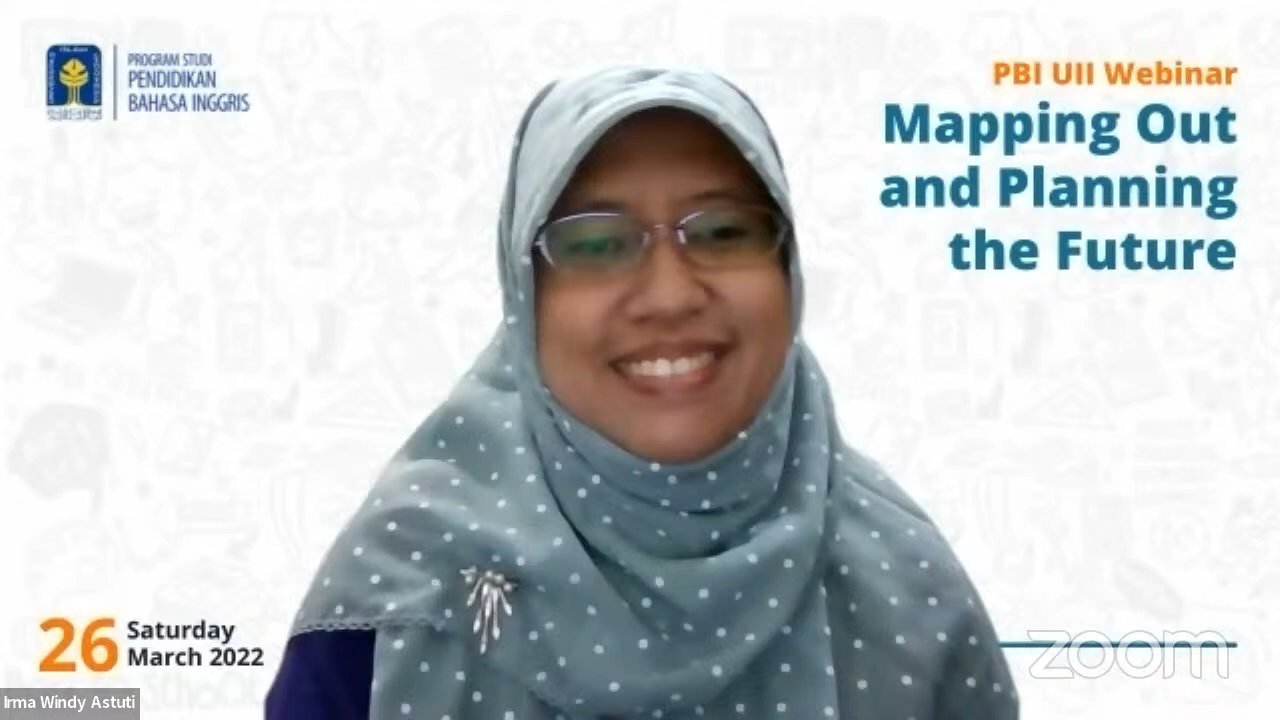 PROGRAM STUDI
PENDIDIKAN
BAHASA INGGRIS
PBI UII Webinar
Mapping Out
and Planning
the Future
26 Saturday
March 2022
Irma Windy Astuti
zoom